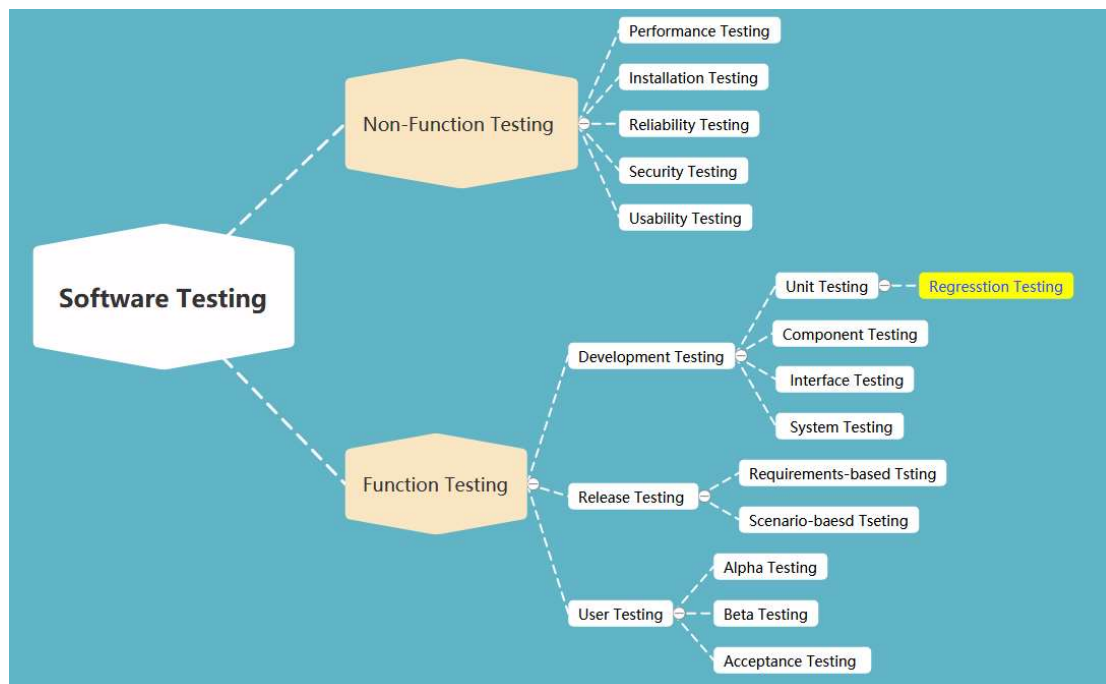 Software Testing
Non-Function Testing
Performance Testing
Installation Testing
Reliability Testing
Security Testing
Usability Testing
Function Testing
Development Testing
Unit Testing
Regresstion Testing
Component Testing
Interface Testing
System Testing
Release Testing
Requirements-based Tsting
Scenario-baesd Tseting
User Testing
Alpha Testing
Beta Testing
Acceptance Testing